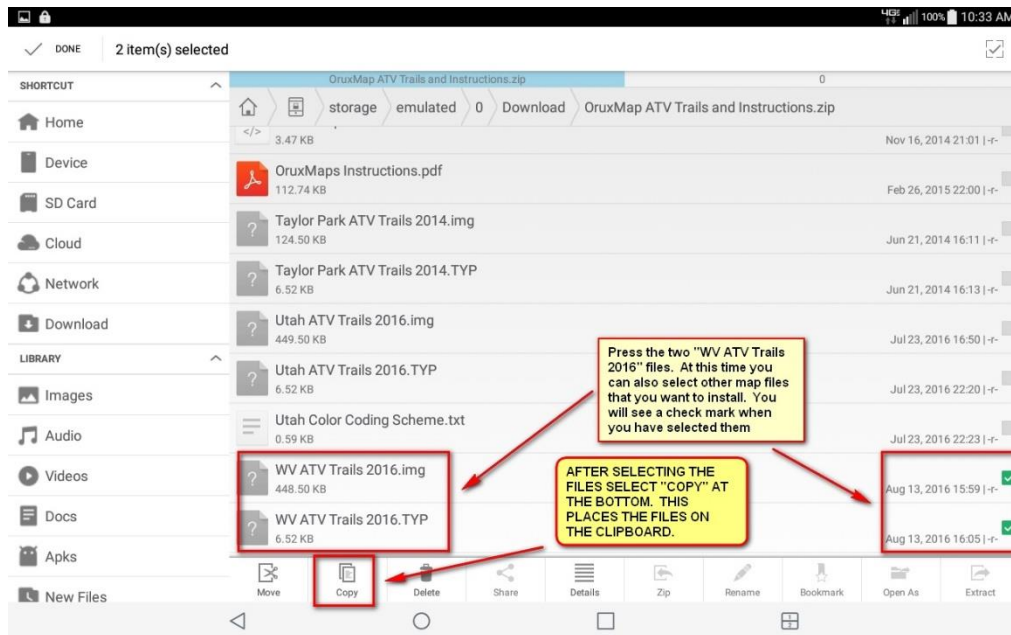 4GE 100% 10:33 AM
DONE 2 item(s) selected
SHORTCUT
Home
Device
SD Card
Cloud
Network
Download
LIBRARY
Images
Audio
Videos
Docs
Apks
New Files
OruxMap ATV Trails and Instructions.zip 0
storage emulated 0 Download OruxMap ATV Trails and Instructions.zip
</>
3.47 KB Nov 16, 2014 21:01 | -r-
OruxMaps Instructions.pdf
112.74 KB Feb 26, 2015 22:00 | -r-
? Taylor Park ATV Trails 2014.img
124.50 KB Jun 21, 2014 16:11 | -r-
? Taylor Park ATV Trails 2014.TYP
6.52 KB Jun 21, 2014 16:13 | -r-
? Utah ATV Trails 2016.img
449.50 KB Jul 23, 2016 16:50 | -r-
? Utah ATV Trails 2016.TYP
6.52 KB Jul 23, 2016 22:20 | -r-
Utah Color Coding Scheme.txt
0.59 KB Jul 23, 2016 22:23 | -r-
? WV ATV Trails 2016.img
448.50 KB Aug 13, 2016 15:59 | -r-
? WV ATV Trails 2016.TYP
6.52 KB Aug 13, 2016 16:05 | -r-
Press the two "WV ATV Trails
2016" files. At this time you
can also select other map files
that you want to install. You
will see a check mark when
you have selected them
AFTER SELECTING THE
FILES SELECT "COPY" AT
THE BOTTOM. THIS
PLACES THE FILES ON
THE CLIPBOARD.
Move Copy Delete Share Details Zip Rename Bookmark Open As Extract